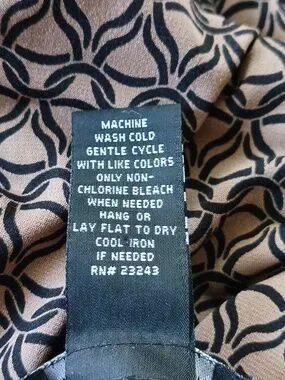 MACHINE
WASH COLD
GENTLE CYCLE
WITH LIKE COLORS
ONLY NON-
CHLORINE BLEACH
WHEN NEEDED
HANG OR
LAY FLAT TO DRY
COOL IRON
IF NEEDED
RN# 23243